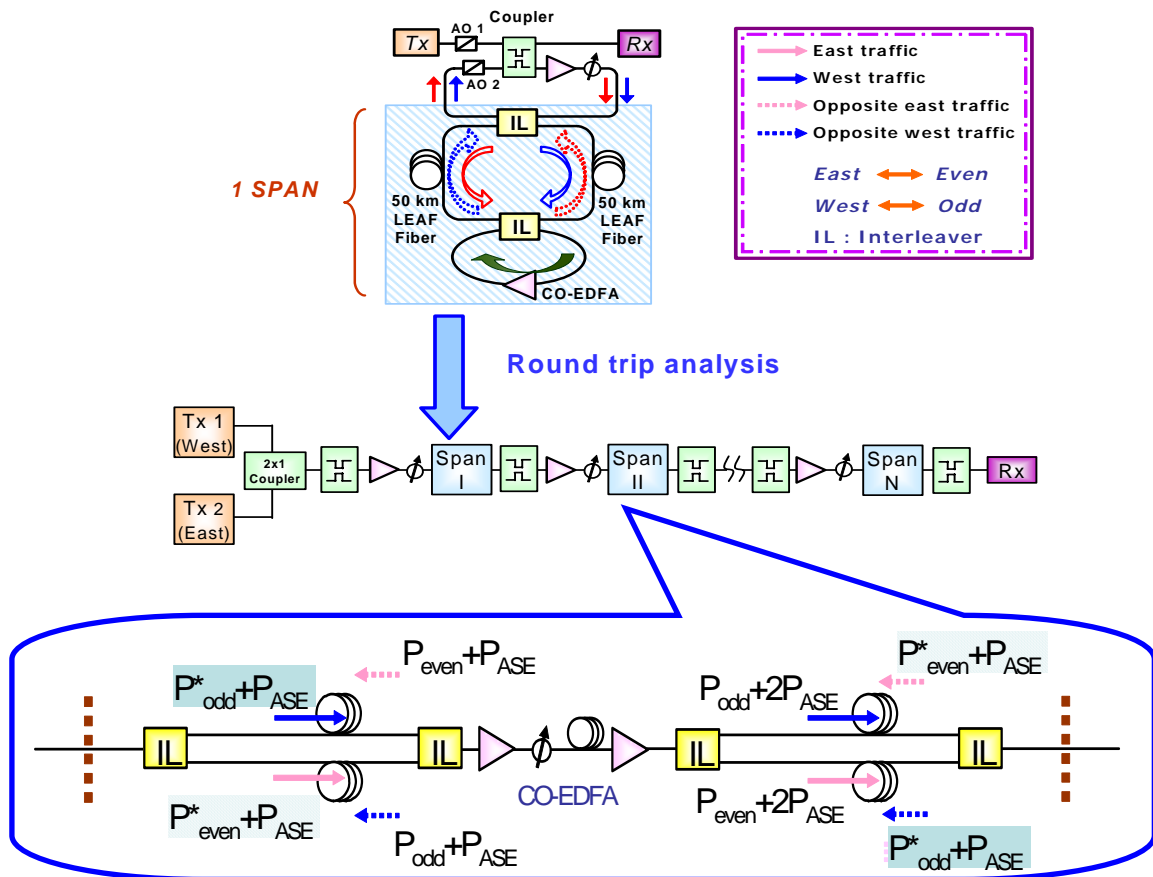 Coupler
Tx
AO 1
Rx
AO 2
IL
1 SPAN
50 km
LEAF
Fiber
50 km
LEAF
Fiber
IL
CO-EDFA
East traffic
West traffic
Opposite east traffic
Opposite west traffic
East Even
West Odd
IL : Interleaver
Round trip analysis
Tx 1
(West)
2x1
Coupler
Tx 2
(East)
Span
I
Span
II
Span
N
Rx
P*odd+PASE
Peven+PASE
Podd+2PASE
P*even+PASE
IL
IL
IL
IL
CO-EDFA
P*even+PASE
Podd+PASE
Peven+2PASE
P*odd+PASE